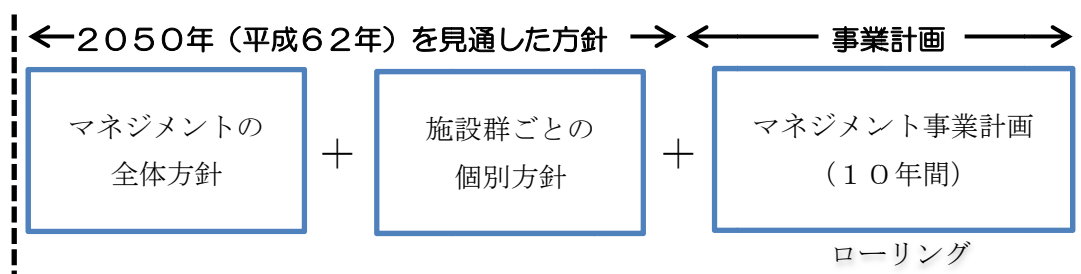 ２０５０年（平成６２年）を見通した方針
事業計画
マネジメントの
全体方針
＋
施設群ごとの
個別方針
＋
マネジメント事業計画
（１０年間）
ローリング